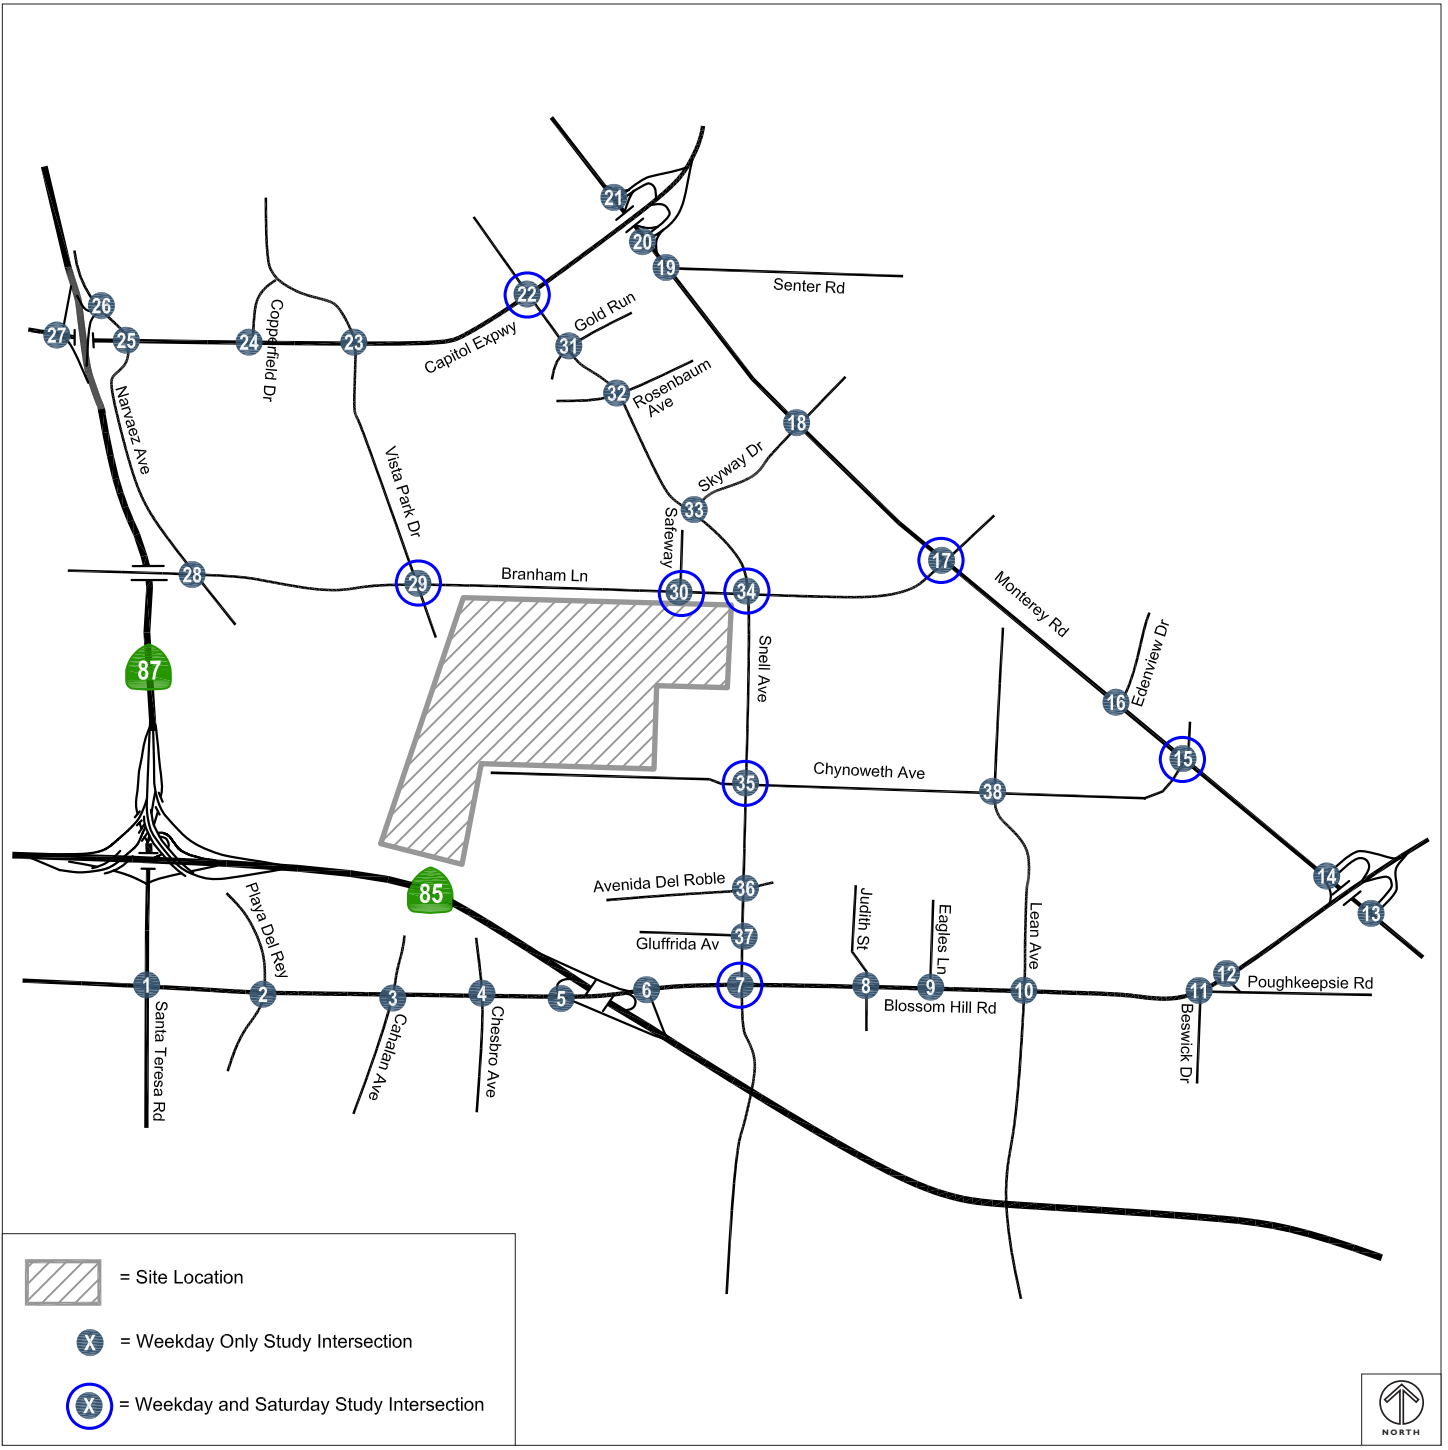 21
20
19
Senter Rd
22
Gold Run
26
27
25
24
23
Copperfield Dr
Capitol Expwy
31
Rosenbaum
Ave
32
Narvaez Ave
18
Vista Park Dr
Skyway Dr
33
Safeway
17
28
29
Branham Ln
30
34
Monterey Rd
Edenview Dr
87
Snell Ave
16
15
Chynoweth Ave
35
38
85
Avenida Del Roble
36
14
13
Playa Del Rey
Judith St
Eagles Ln
Lean Ave
Gluffrida Av
37
1
2
3
4
5
6
7
8
9
10
11
12
Poughkeepsie Rd
Blossom Hill Rd
Santa Teresa Rd
Cahalan Ave
Chesbro Ave
Beswick Dr
= Site Location
X = Weekday Only Study Intersection
X = Weekday and Saturday Study Intersection
NORTH